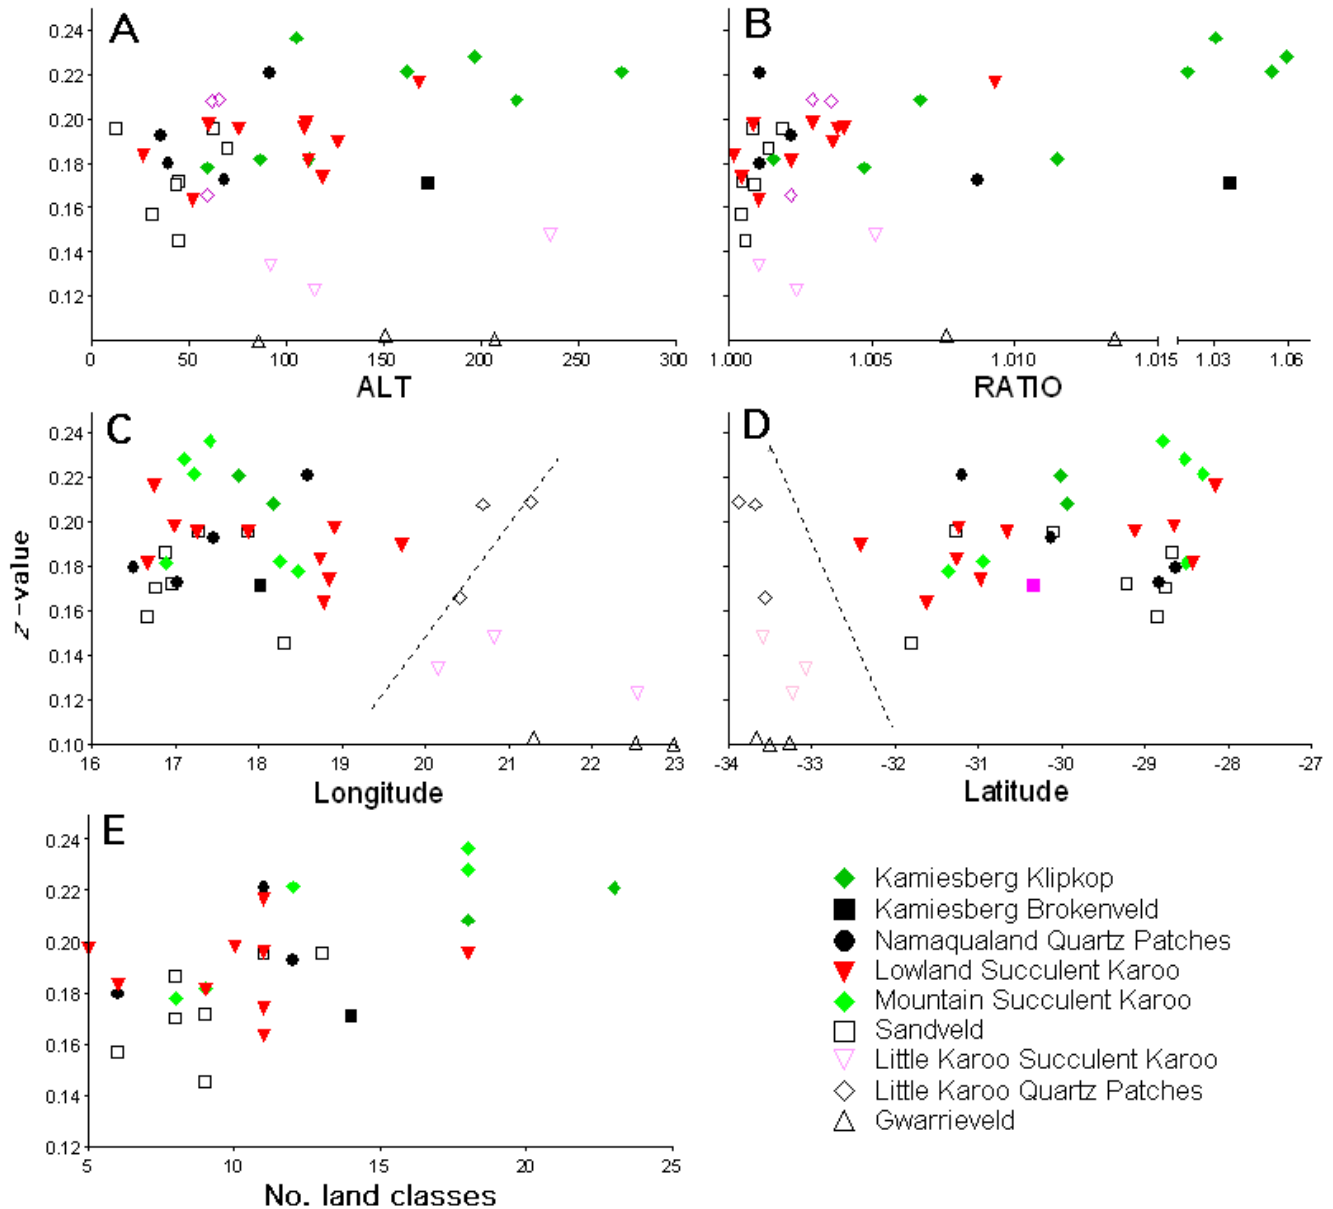 A
B
0.24
0.22
0.20
0.18
0.16
0.14
0.12
0 50 100 150 200 250 300
1.000 1.005 1.010 1.015 1.03 1.06
ALT
RATIO
C
D
z -value
0.24
0.22
0.20
0.18
0.16
0.14
0.12
0.10
16 17 18 19 20 21 22 23
-34 -33 -32 -31 -30 -29 -28 -27
Longitude
Latitude
E
0.24
0.22
0.20
0.18
0.16
0.14
0.12
5 10 15 20 25
No. land classes
Kamiesberg Klipkop
Kamiesberg Brokenveld
Namaqualand Quartz Patches
Lowland Succulent Karoo
Mountain Succulent Karoo
Sandveld
Little Karoo Succulent Karoo
Little Karoo Quartz Patches
Gwarrieveld